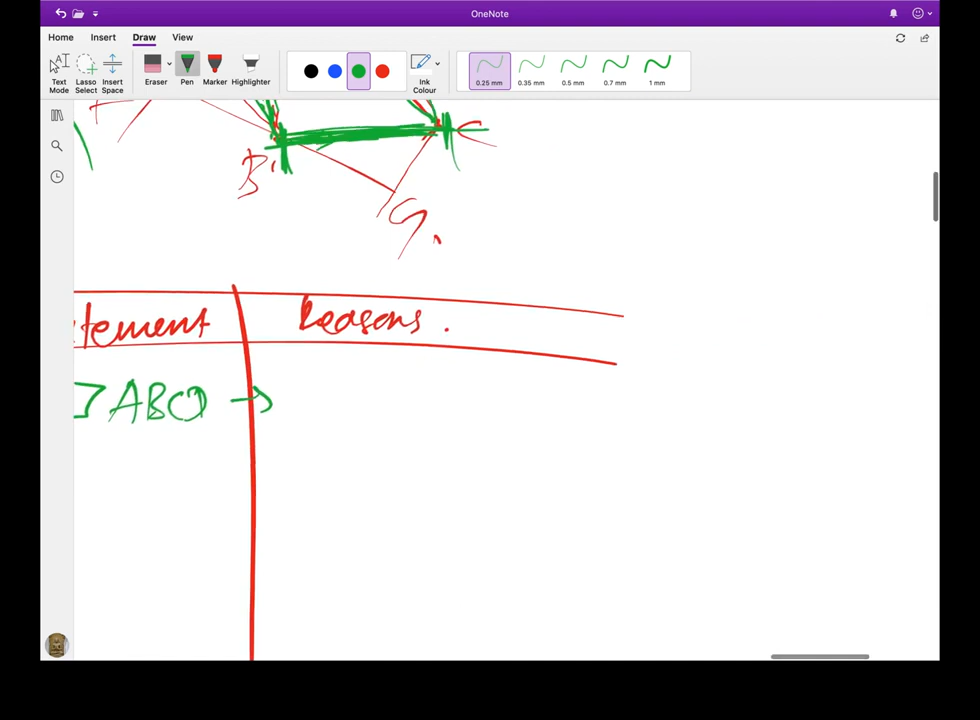 OneNote
Home Insert Draw View
Text Mode
Lasso Select
Insert Space
Eraser
Pen
Marker
Highlighter
Ink Colour
0.25 mm
0.35 mm
0.5 mm
0.7 mm
1 mm
B C
G
tement Reasons .
ABO →